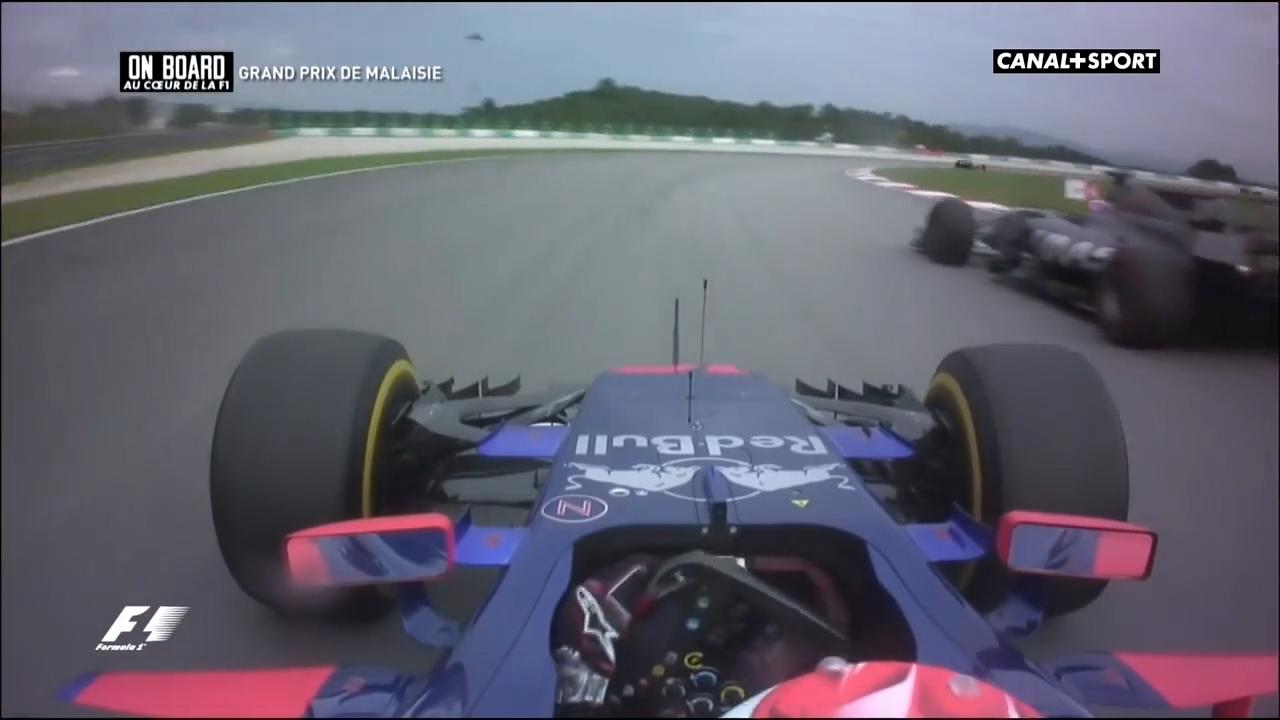 ON BOARD
AU CŒUR DE LA F1
GRAND PRIX DE MALAISIE
CANAL+SPORT
Red Bull
F1
Formula 1